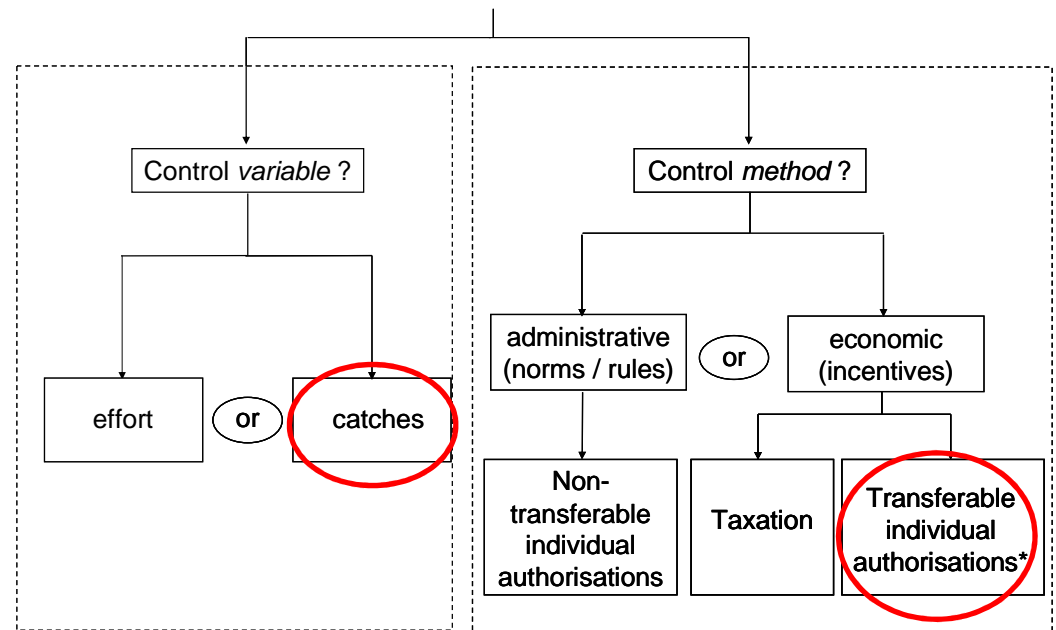 Control variable ?
Control method ?
administrative
(norms / rules)
or
economic
(incentives)
effort
or
catches
Non-
transferable
individual
authorisations
Taxation
Transferable
individual
authorisations*